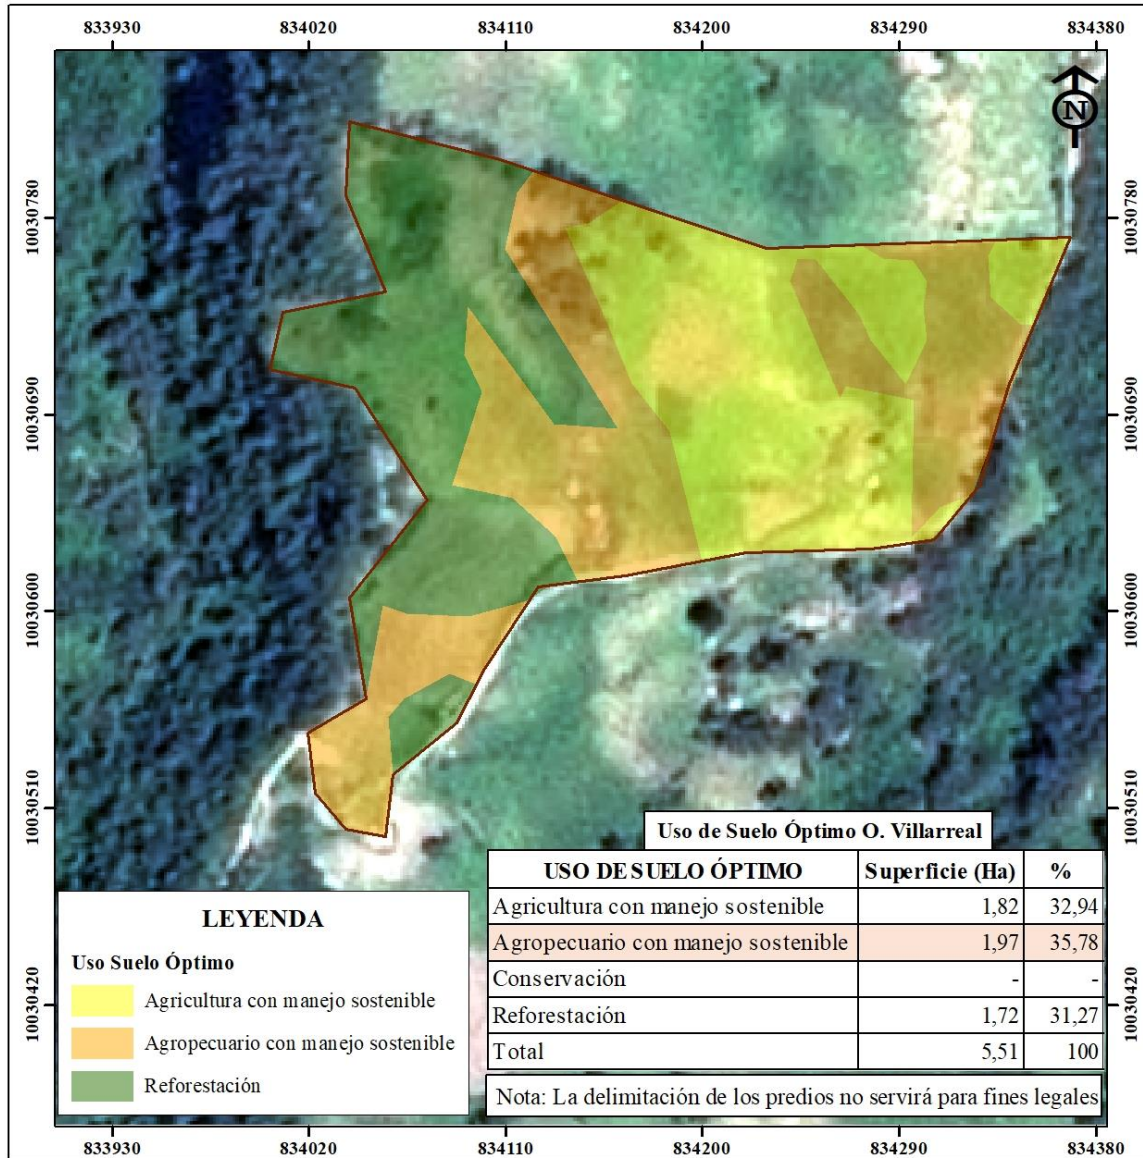 833930 834020 834110 834200 834290 834380
N
10030780 10030780
10030690 10030690
10030600 10030600
10030510 10030510
10030420 10030420
Uso de Suelo Óptimo O. Villarreal
USO DE SUELO ÓPTIMO Superficie (Ha) %
Agricultura con manejo sostenible 1,82 32,94
Agropecuario con manejo sostenible 1,97 35,78
Conservación - -
Reforestación 1,72 31,27
Total 5,51 100
Nota: La delimitación de los predios no servirá para fines legales
LEYENDA
Uso Suelo Óptimo
Agricultura con manejo sostenible
Agropecuario con manejo sostenible
Reforestación
833930 834020 834110 834200 834290 834380